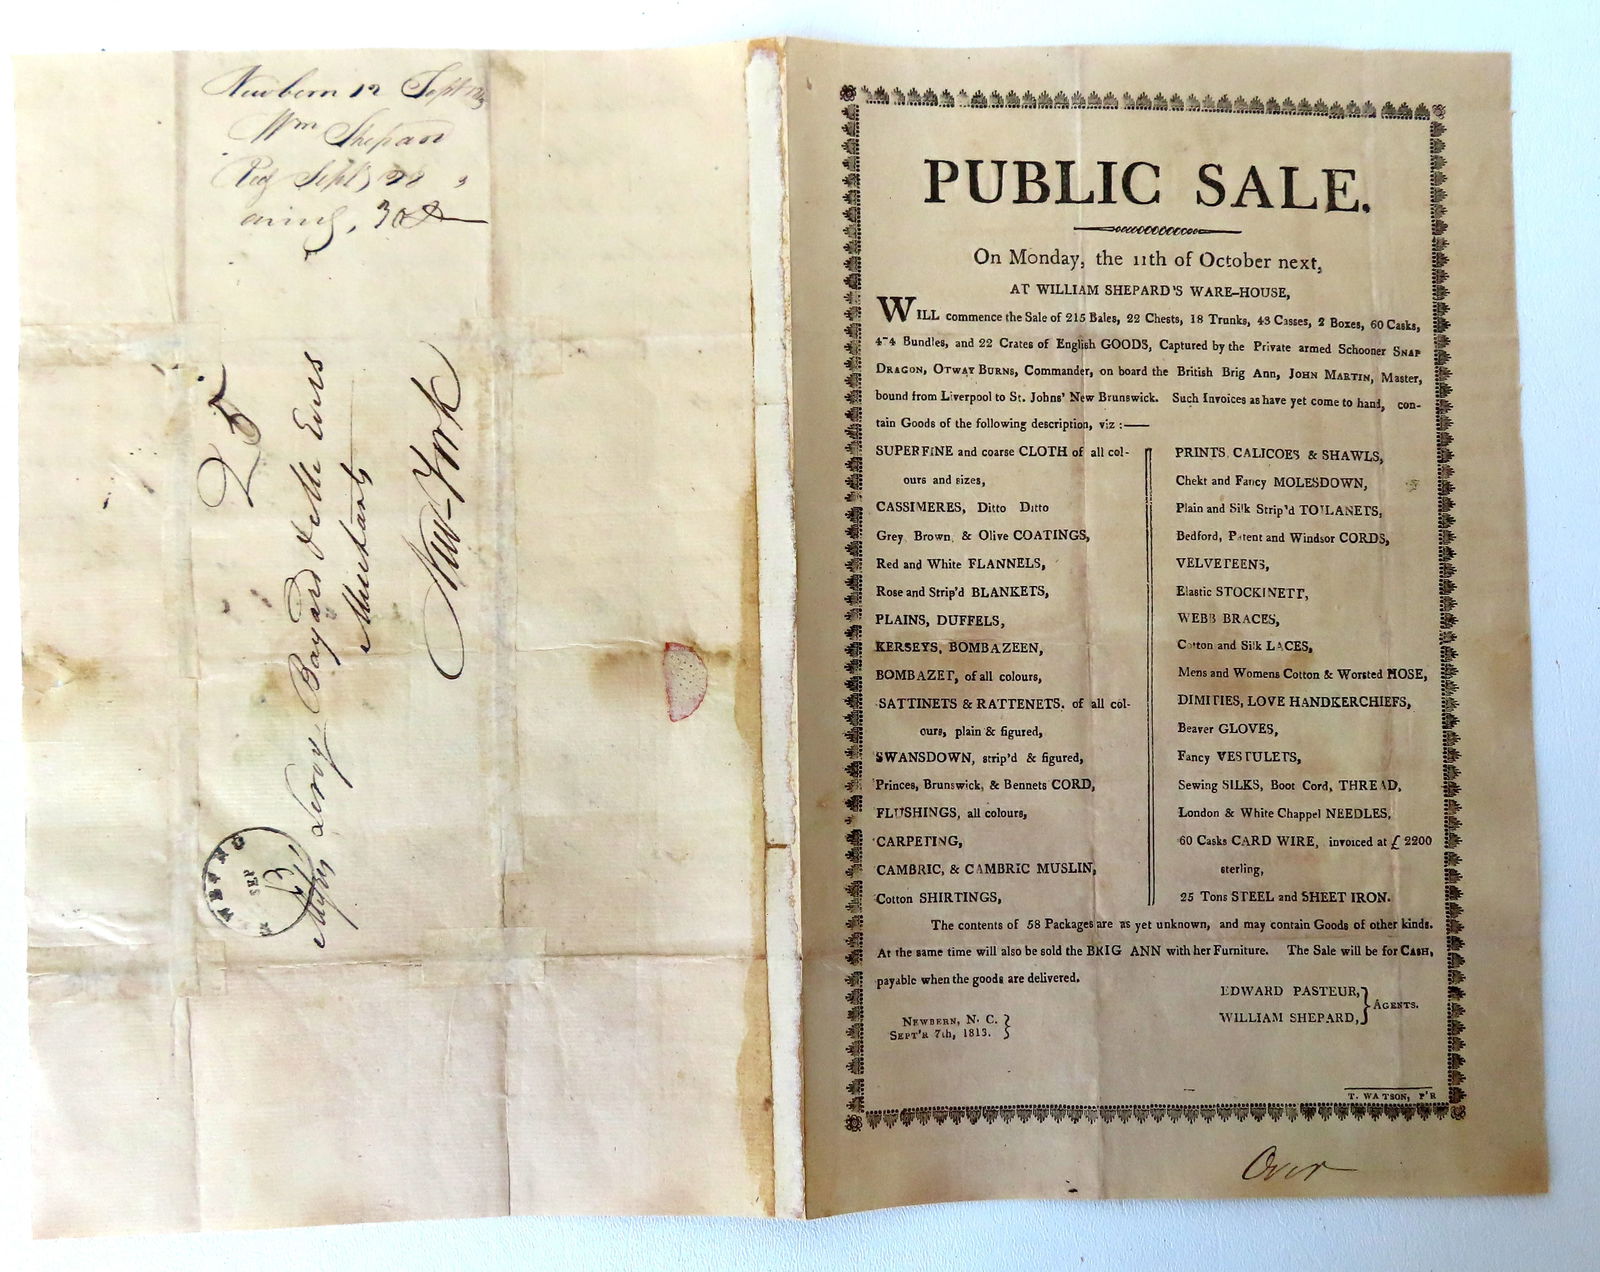 Newbern 12 Sept
Wm Shepard
Sept 28
30
25
Messrs Leroy Bayard & McEvers
Merchants
New-York
SEP
13
PUBLIC SALE.
On Monday, the 11th of October next,
AT WILLIAM SHEPARD'S WARE-HOUSE,
WILL commence the Sale of 215 Bales, 22 Chests, 18 Trunks, 43 Casses, 2 Boxes, 60 Casks,
474 Bundles, and 22 Crates of English GOODS, Captured by the Private armed Schooner SNAP
DRAGON, OTWAY BURNS, Commander, on board the British Brig Ann, JOHN MARTIN, Master,
bound from Liverpool to St. Johns' New Brunswick. Such Invoices as have yet come to hand, con-
tain Goods of the following description, viz :—
SUPERFINE and coarse CLOTH of all col-
ours and sizes,
CASSIMERES, Ditto Ditto
Grey, Brown, & Olive COATINGS,
Red and White FLANNELS,
Rose and Strip'd BLANKETS,
PLAINS, DUFFELS,
KERSEYS, BOMBAZEEN,
BOMBAZET, of all colours,
SATTINETS & RATTENETS, of all col-
ours, plain & figured,
SWANSDOWN, strip'd & figured,
Princes, Brunswick, & Bennets CORD,
FLUSHINGS, all colours,
CARPETING,
CAMBRIC, & CAMBRIC MUSLIN,
Cotton SHIRTINGS,
PRINTS, CALICOES & SHAWLS,
Chekt and Fancy MOLESDOWN,
Plain and Silk Strip'd TOILANETS,
Bedford, Patent and Windsor CORDS,
VELVETEENS,
Elastic STOCKINETT,
WEBB BRACES,
Cotton and Silk LACES,
Mens and Womens Cotton & Worsted HOSE,
DIMITIES, LOVE HANDKERCHIEFS,
Beaver GLOVES,
Fancy VESTULETS,
Sewing SILKS, Boot Cord, THREAD,
London & White Chappel NEEDLES,
60 Casks CARD WIRE, invoiced at £ 2200
sterling,
25 Tons STEEL and SHEET IRON.
The contents of 58 Packages are as yet unknown, and may contain Goods of other kinds.
At the same time will also be sold the BRIG ANN with her Furniture. The Sale will be for CASH,
payable when the goods are delivered.
EDWARD PASTEUR,
WILLIAM SHEPARD, } AGENTS.
NEWBERN, N. C. }
SEPT'R 7th, 1813. }
T. WATSON, P'R
Over